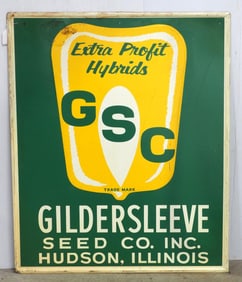 Extra Profit
Hybrids
GSC
TRADE MARK
GILDERSLEEVE
SEED CO. INC.
HUDSON, ILLINOIS